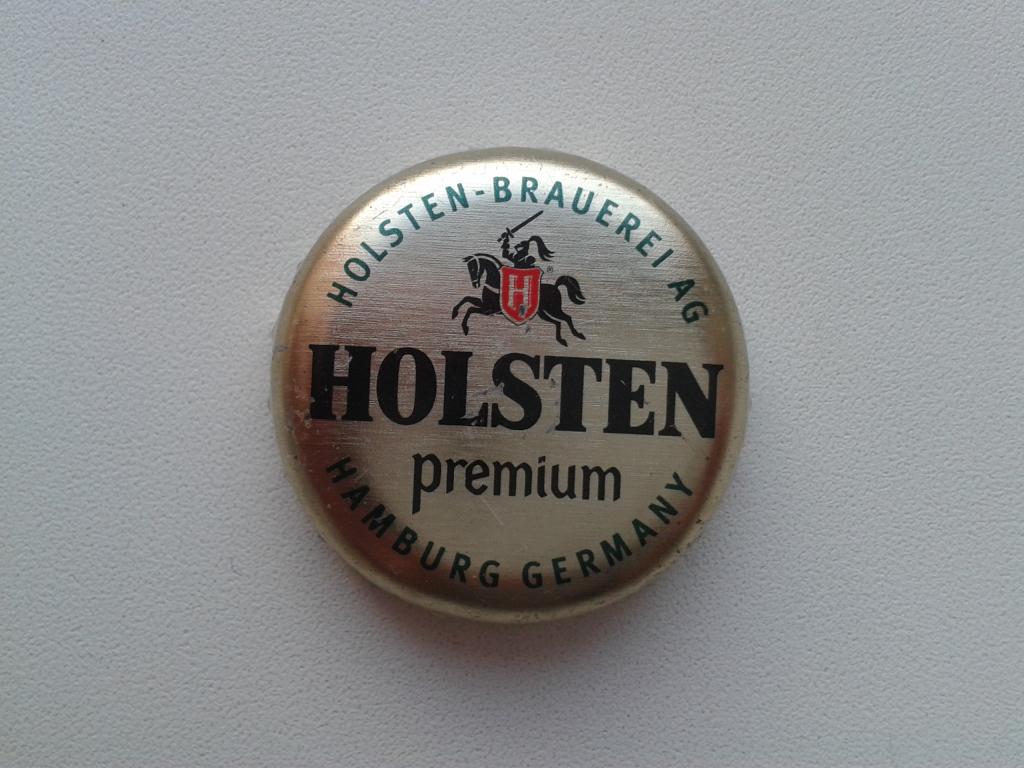 HOLSTEN-BRAUEREI AG
H
®
HOLSTEN
premium
HAMBURG GERMANY